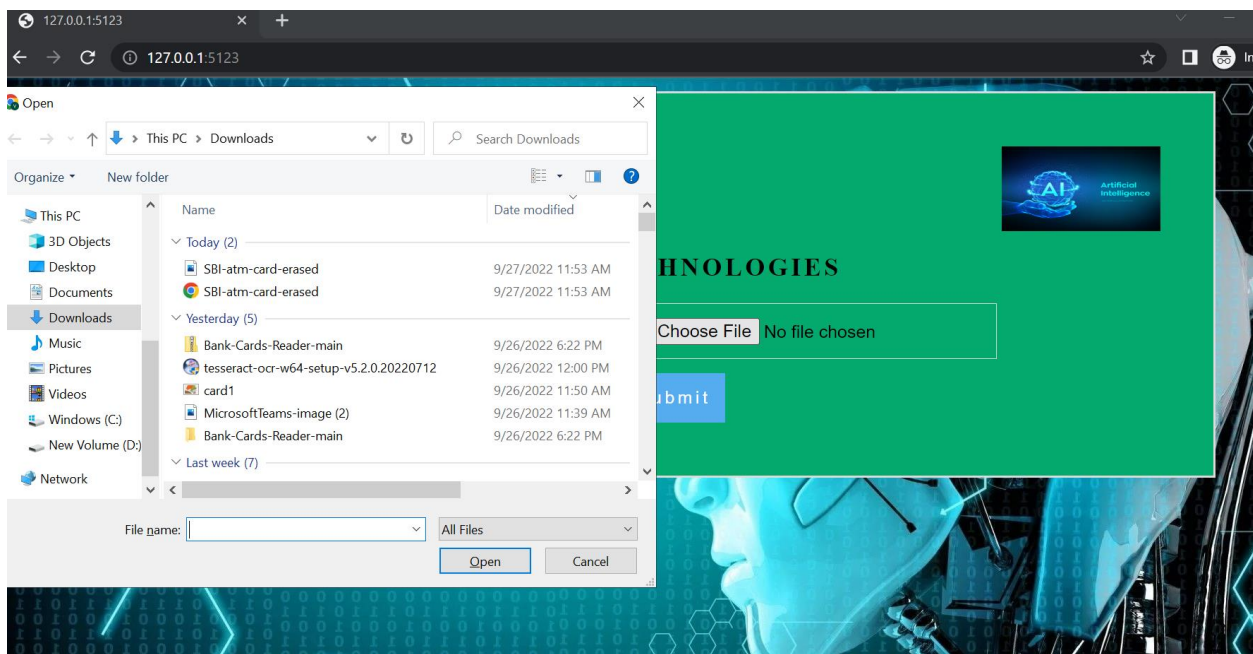 127.0.0.1:5123
127.0.0.1:5123
Open
This PC > Downloads
Search Downloads
Organize
New folder
Name
Date modified
This PC
3D Objects
Desktop
Documents
Downloads
Music
Pictures
Videos
Windows (C:)
New Volume (D:)
Network
Today (2)
SBI-atm-card-erased 9/27/2022 11:53 AM
SBI-atm-card-erased 9/27/2022 11:53 AM
Yesterday (5)
Bank-Cards-Reader-main 9/26/2022 6:22 PM
tesseract-ocr-w64-setup-v5.2.0.20220712 9/26/2022 12:00 PM
card1 9/26/2022 11:50 AM
MicrosoftTeams-image (2) 9/26/2022 11:39 AM
Bank-Cards-Reader-main 9/26/2022 6:22 PM
Last week (7)
File name:
All Files
Open
Cancel
AI
Artificial
Intelligence
HNOLOGIES
Choose File No file chosen
ubmit